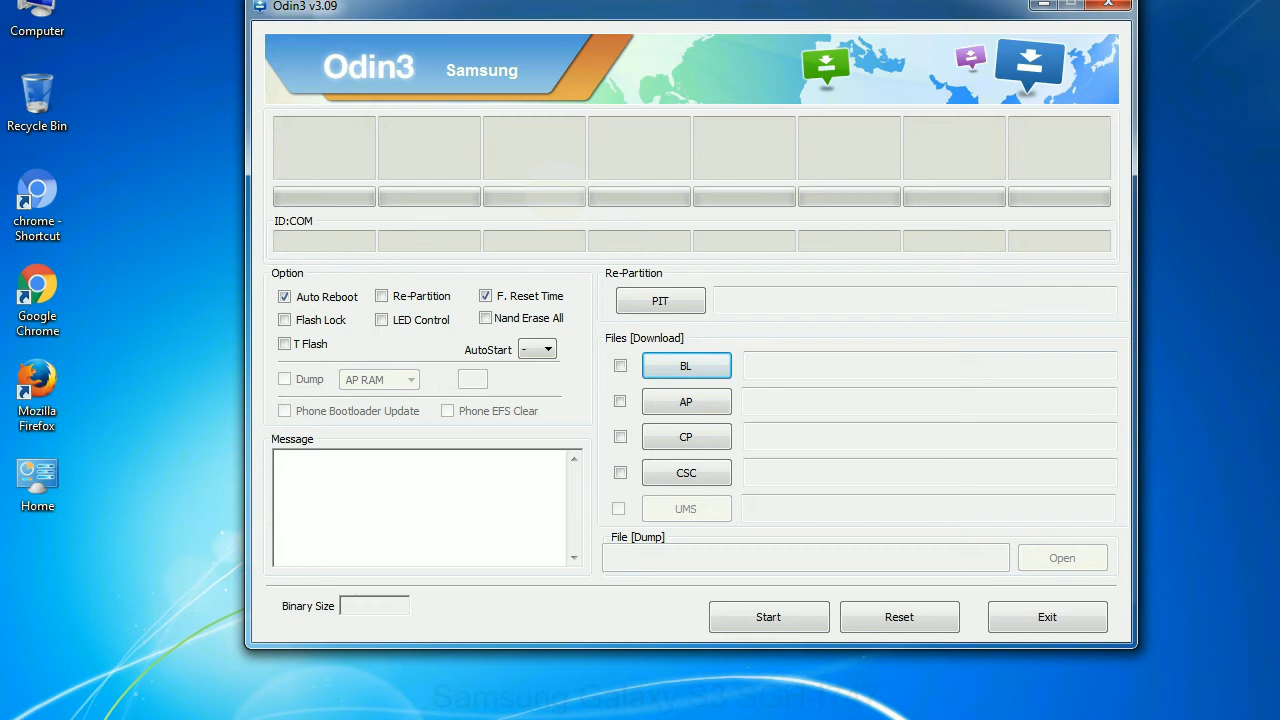 Odin3 v3.09
Computer
Recycle Bin
chrome -
Shortcut
Google
Chrome
Mozilla
Firefox
Home
Odin3 Samsung
ID:COM
Option
Auto Reboot Re-Partition F. Reset Time
Flash Lock LED Control Nand Erase All
T Flash AutoStart -
Dump AP RAM
Phone Bootloader Update Phone EFS Clear
Message
Re-Partition
PIT
Files [Download]
BL
AP
CP
CSC
UMS
File [Dump]
Open
Binary Size
Start Reset Exit
Samsung Galaxy S3